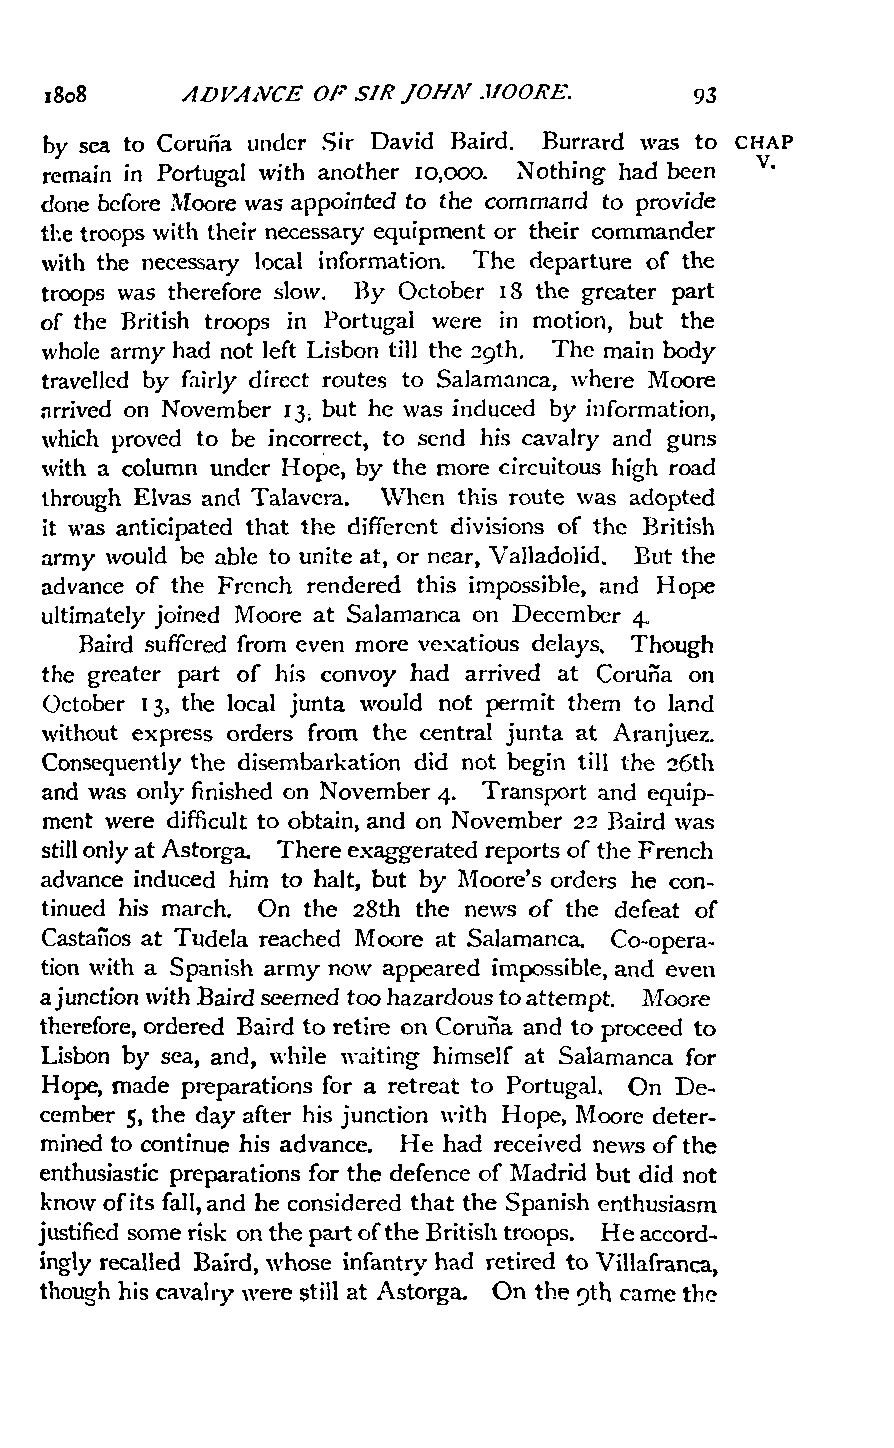 1808 ADVANCE OF SIR JOHN MOORE. 93
by sea to Coruña under Sir David Baird. Burrard was to CHAP
remain in Portugal with another 10,000. Nothing had been V.
done before Moore was appointed to the command to provide
the troops with their necessary equipment or their commander
with the necessary local information. The departure of the
troops was therefore slow. By October 18 the greater part
of the British troops in Portugal were in motion, but the
whole army had not left Lisbon till the 29th. The main body
travelled by fairly direct routes to Salamanca, where Moore
arrived on November 13; but he was induced by information,
which proved to be incorrect, to send his cavalry and guns
with a column under Hope, by the more circuitous high road
through Elvas and Talavera. When this route was adopted
it was anticipated that the different divisions of the British
army would be able to unite at, or near, Valladolid. But the
advance of the French rendered this impossible, and Hope
ultimately joined Moore at Salamanca on December 4.
Baird suffered from even more vexatious delays. Though
the greater part of his convoy had arrived at Coruña on
October 13, the local junta would not permit them to land
without express orders from the central junta at Aranjuez.
Consequently the disembarkation did not begin till the 26th
and was only finished on November 4. Transport and equip-
ment were difficult to obtain, and on November 22 Baird was
still only at Astorga. There exaggerated reports of the French
advance induced him to halt, but by Moore's orders he con-
tinued his march. On the 28th the news of the defeat of
Castaños at Tudela reached Moore at Salamanca. Co-opera-
tion with a Spanish army now appeared impossible, and even
a junction with Baird seemed too hazardous to attempt. Moore
therefore, ordered Baird to retire on Coruña and to proceed to
Lisbon by sea, and, while waiting himself at Salamanca for
Hope, made preparations for a retreat to Portugal. On De-
cember 5, the day after his junction with Hope, Moore deter-
mined to continue his advance. He had received news of the
enthusiastic preparations for the defence of Madrid but did not
know of its fall, and he considered that the Spanish enthusiasm
justified some risk on the part of the British troops. He accord-
ingly recalled Baird, whose infantry had retired to Villafranca,
though his cavalry were still at Astorga. On the 9th came the